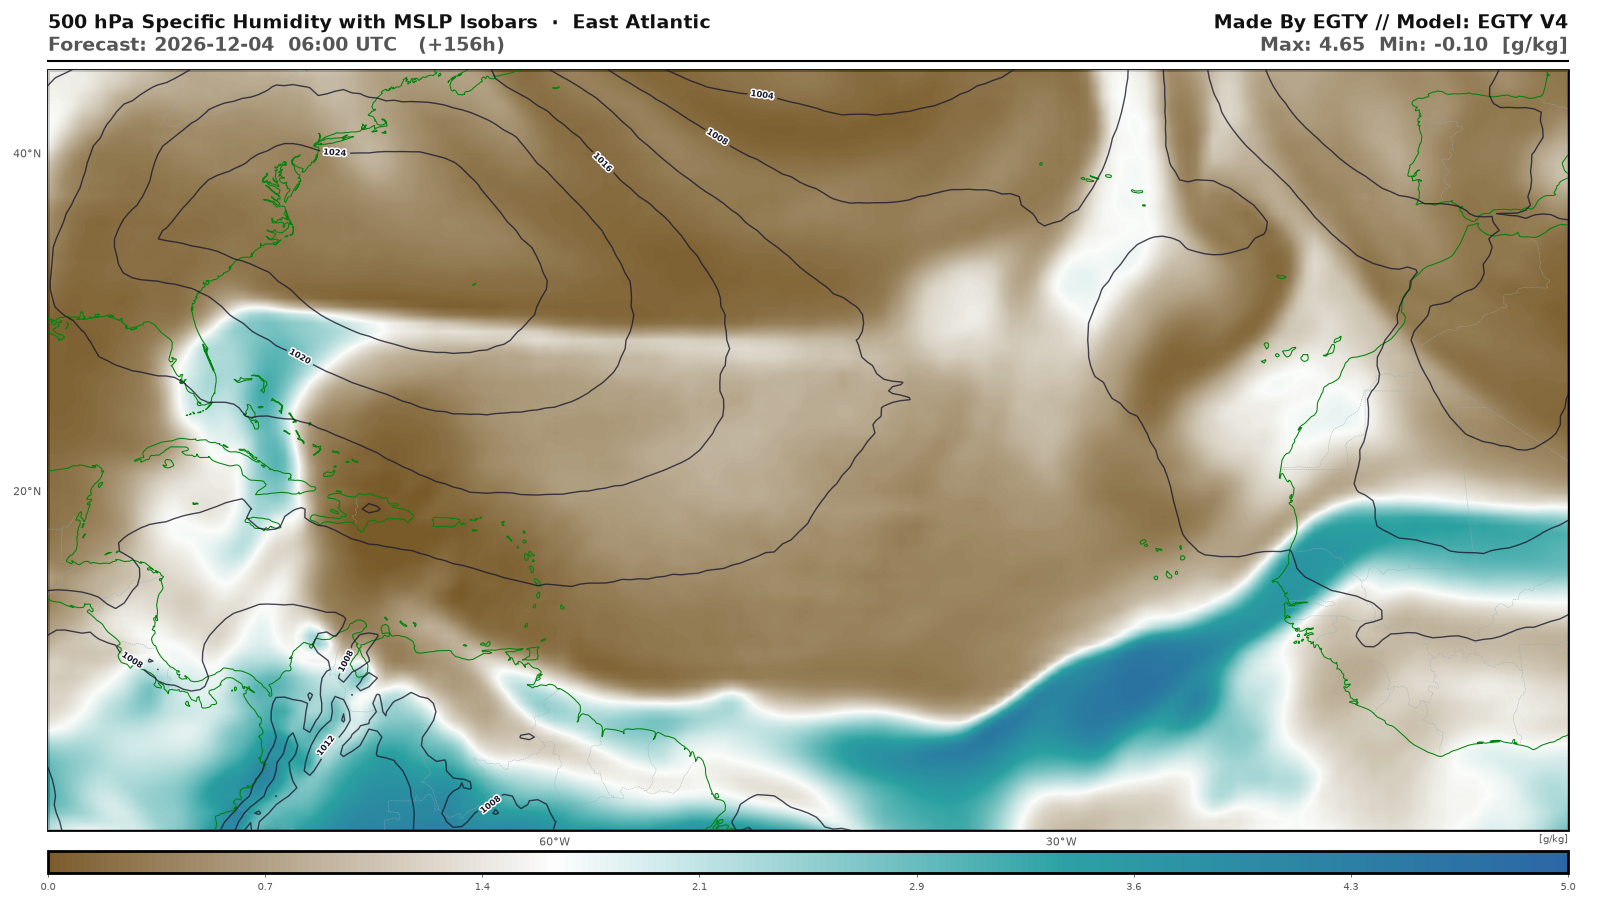 500 hPa Specific Humidity with MSLP Isobars · East Atlantic
Made By EGTY // Model: EGTY V4
Forecast: 2026-12-04 06:00 UTC (+156h)
Max: 4.65 Min: -0.10 [g/kg]
1004
1008
1016
1024
40°N
1020
20°N
1008
1008
1012
1008
60°W
30°W
[g/kg]
0.0
0.7
1.4
2.1
2.9
3.6
4.3
5.0